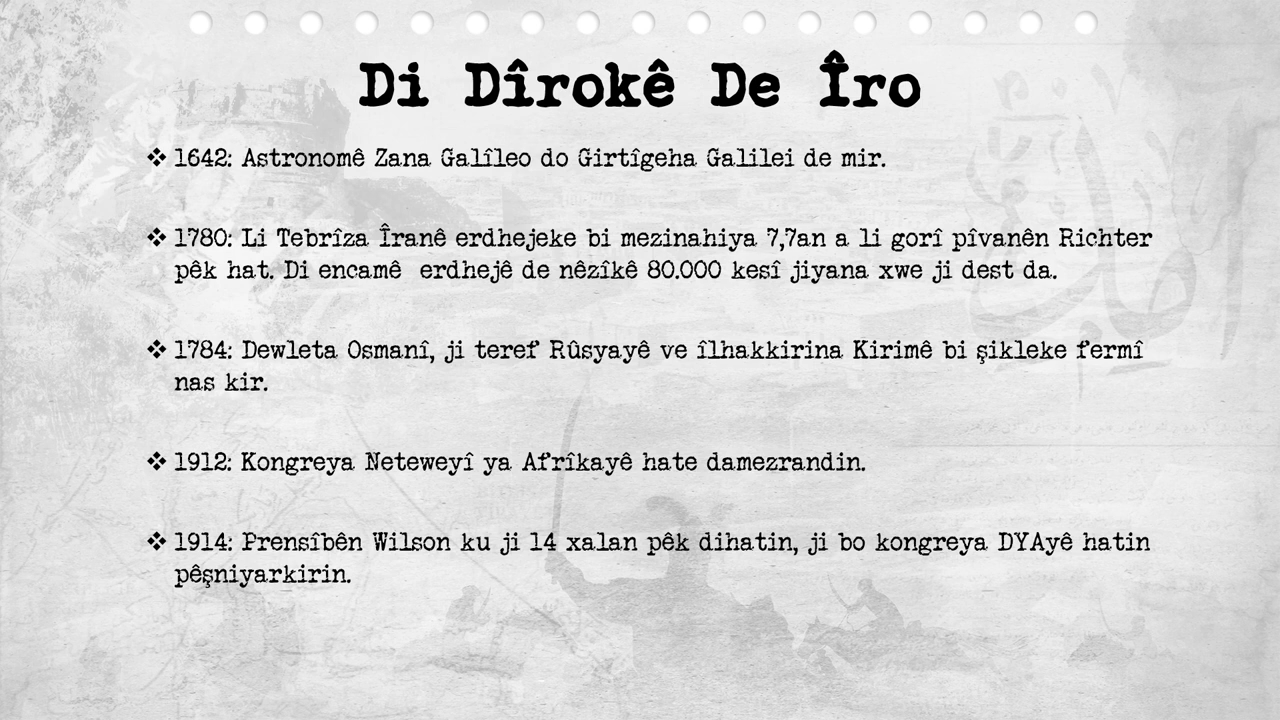 Di Dîrokê De Îro
❖ 1642: Astronomê Zana Galîleo do Girtîgeha Galilei de mir.
❖ 1780: Li Tebrîza Îranê erdhejeke bi mezinahiya 7,7an a li gorî pîvanên Richter
pêk hat. Di encamê erdhejê de nêzîkê 80.000 kesî jiyana xwe ji dest da.
❖ 1784: Dewleta Osmanî, ji teref Rûsyayê ve îlhakkirina Kirimê bi şikleke fermî
nas kir.
❖ 1912: Kongreya Neteweyî ya Afrîkayê hate damezrandin.
❖ 1914: Prensîbên Wilson ku ji 14 xalan pêk dihatin, ji bo kongreya DYAyê hatin
pêşniyarkirin.